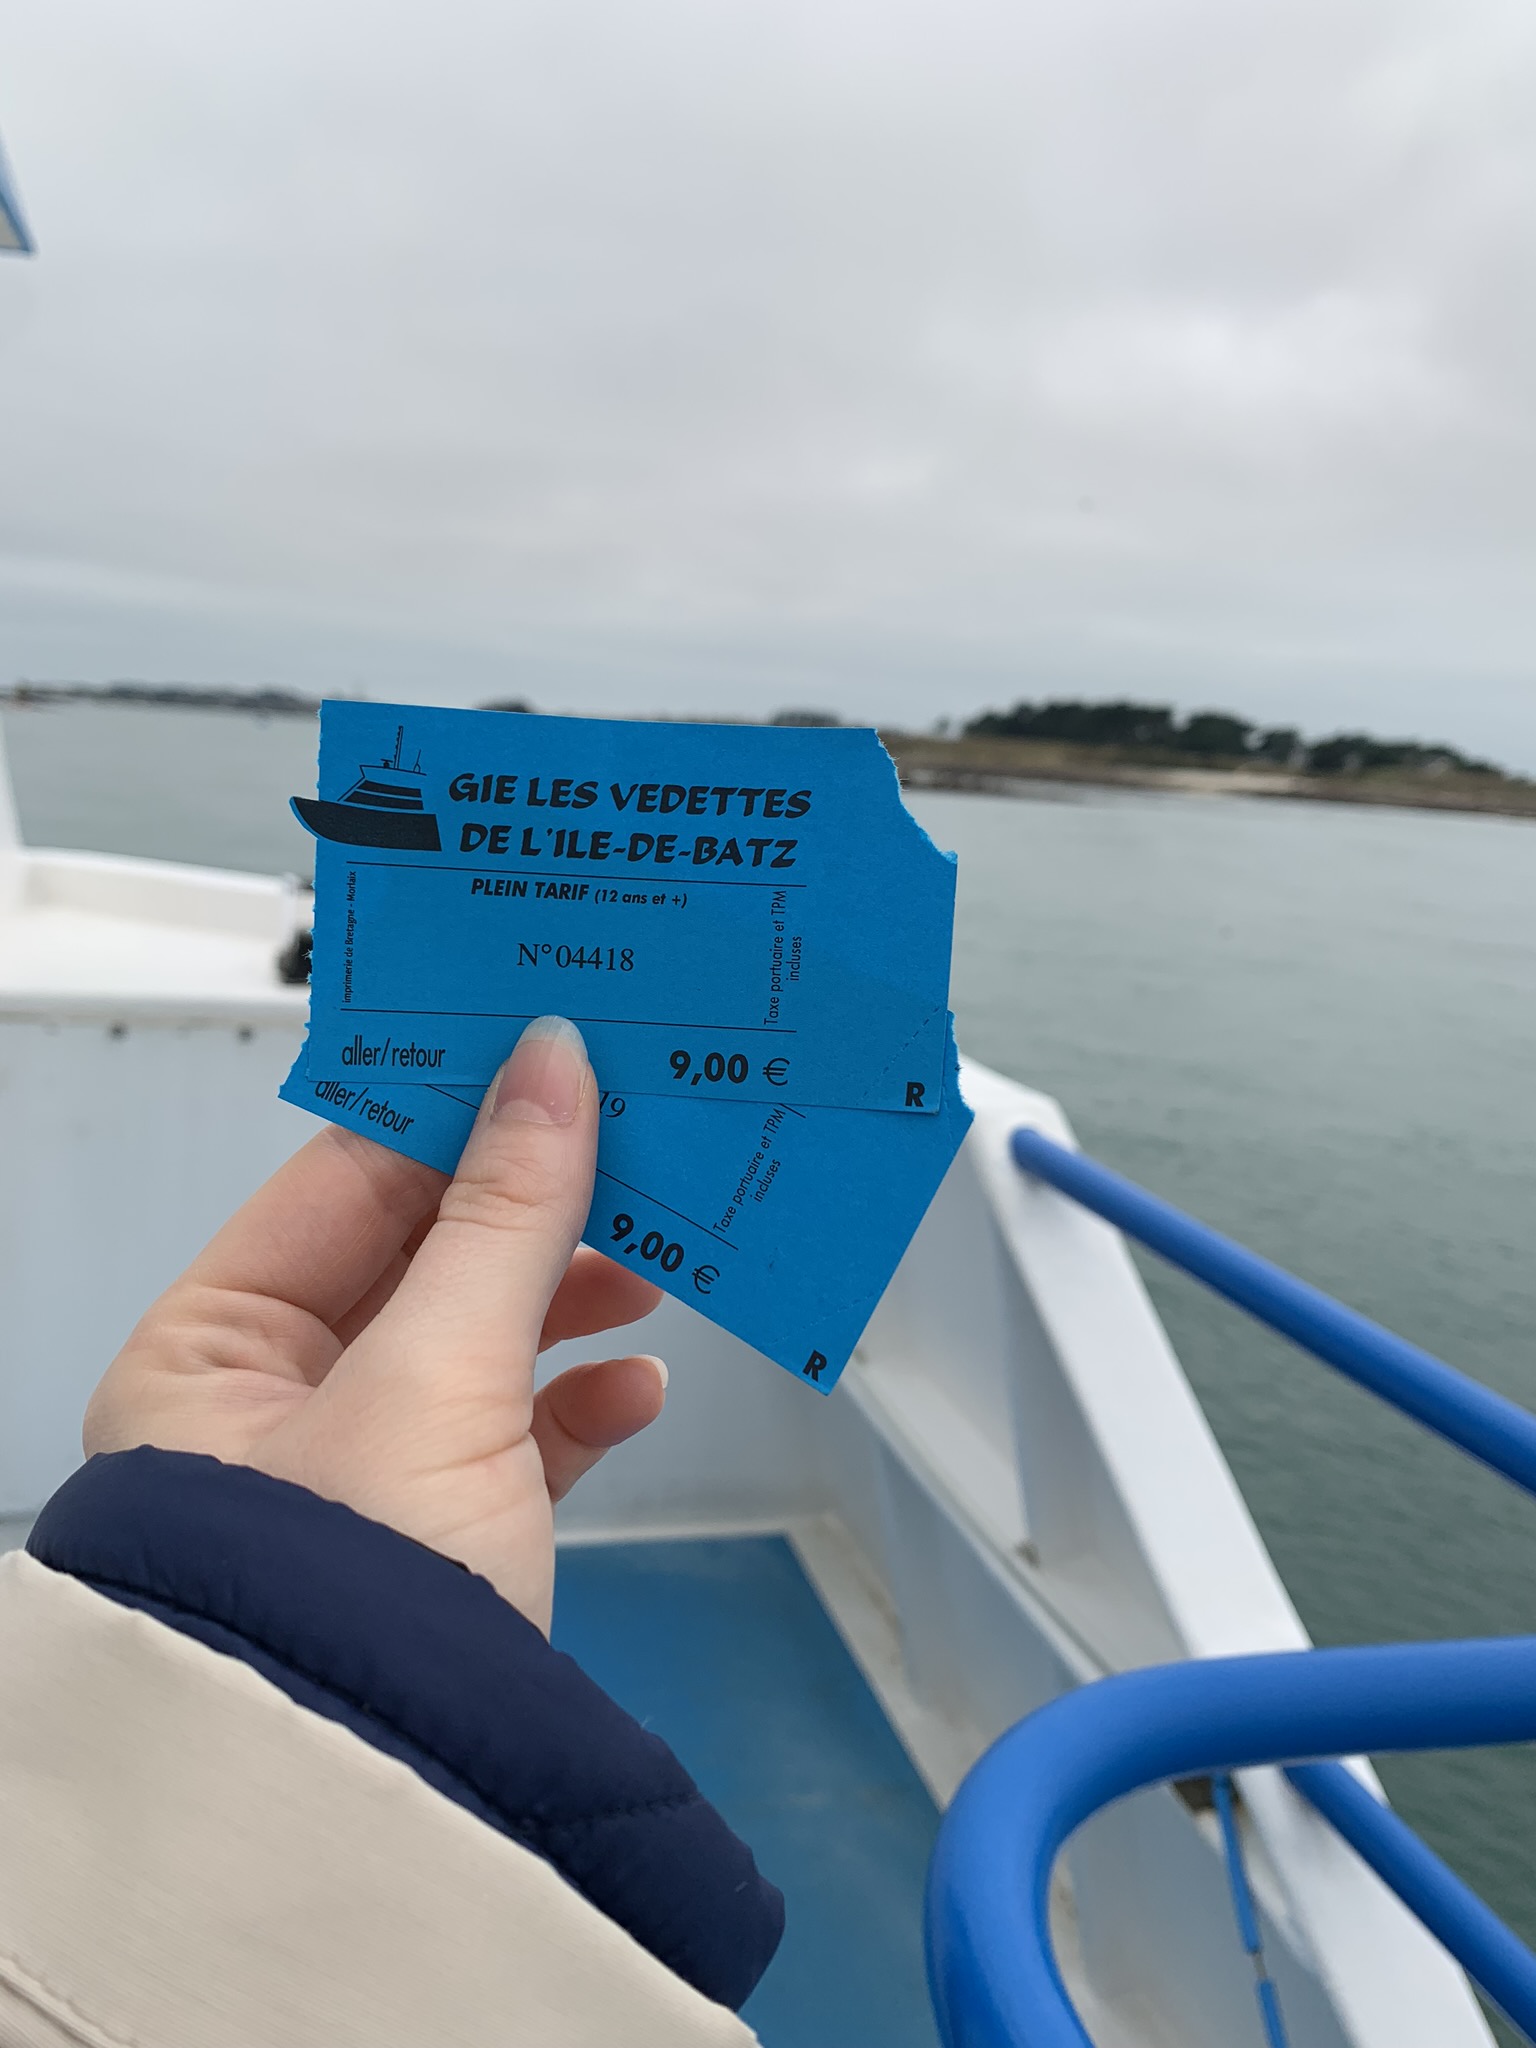 GIE LES VEDETTES
DE L'ILE-DE-BATZ
PLEIN TARIF (12 ans et +)
imprimerie de Bretagne - Morlaix
N° 04418
Taxe portuaire et TPM
incluses
aller/retour
9,00 €
R
aller/retour
19
Taxe portuaire et TPM
incluses
9,00 €
R